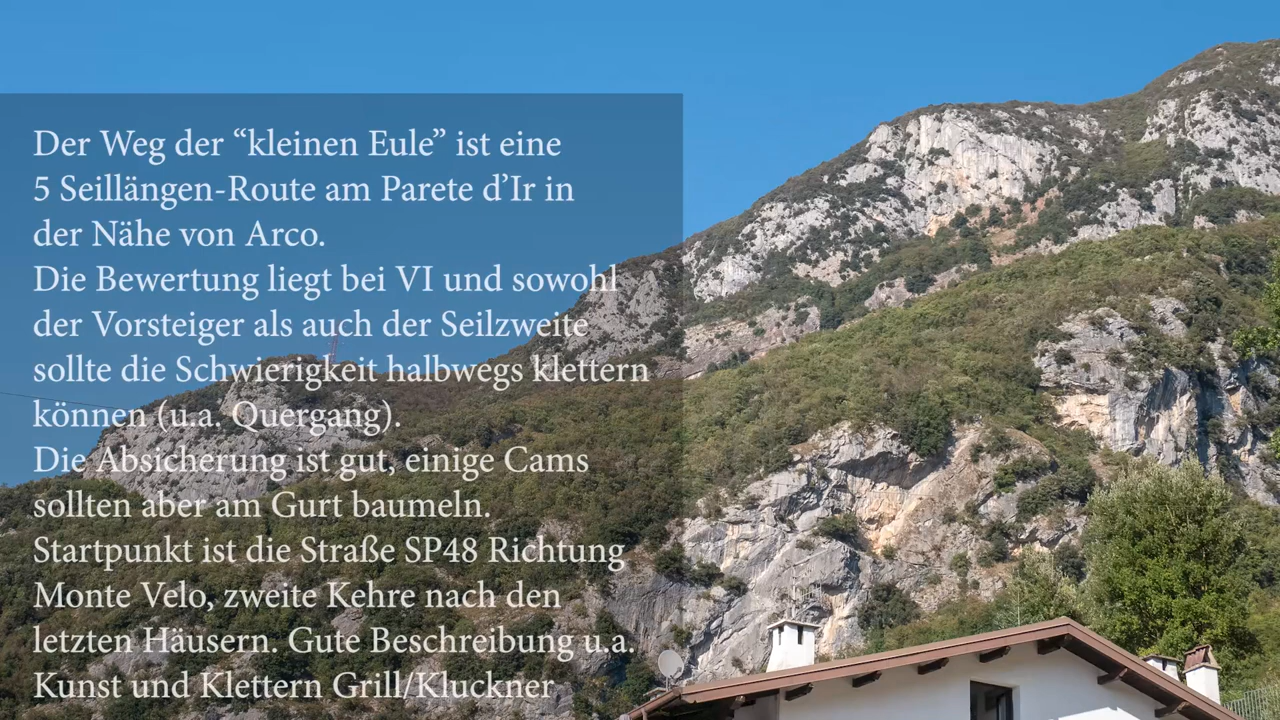 Der Weg der “kleinen Eule” ist eine
5 Seillängen-Route am Parete d’Ir in
der Nähe von Arco.
Die Bewertung liegt bei VI und sowohl
der Vorsteiger als auch der Seilzweite
sollte die Schwierigkeit halbwegs klettern
können (u.a. Quergang).
Die Absicherung ist gut, einige Cams
sollten aber am Gurt baumeln.
Startpunkt ist die Straße SP48 Richtung
Monte Velo, zweite Kehre nach den
letzten Häusern. Gute Beschreibung u.a.
Kunst und Klettern Grill/Kluckner